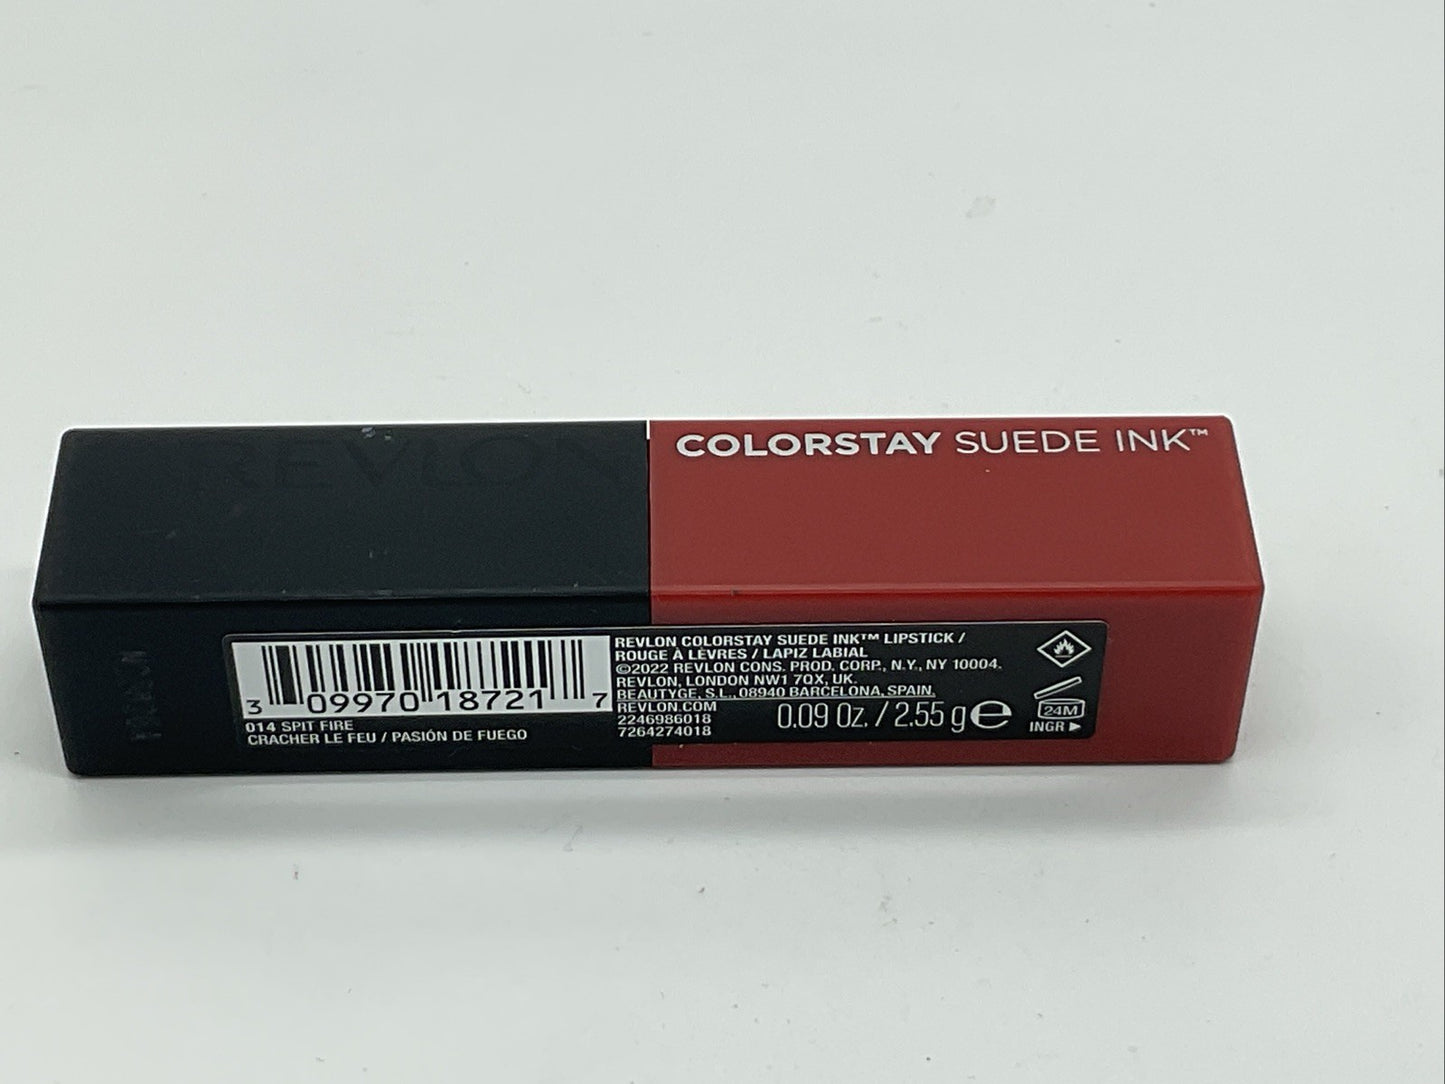 REVLON
COLORSTAY SUEDE INK™
3 09970 18721 7
014 SPIT FIRE
CRACHER LE FEU / PASIÓN DE FUEGO
REVLON COLORSTAY SUEDE INK™ LIPSTICK /
ROUGE À LÈVRES / LAPIZ LABIAL
©2022 REVLON CONS. PROD. CORP., N.Y., NY 10004.
REVLON, LONDON NW1 7QX, UK.
BEAUTYGE, S.L., 08940 BARCELONA, SPAIN.
REVLON.COM
2246986018
7264274018
0.09 Oz. / 2.55 g e
24M
INGR ►